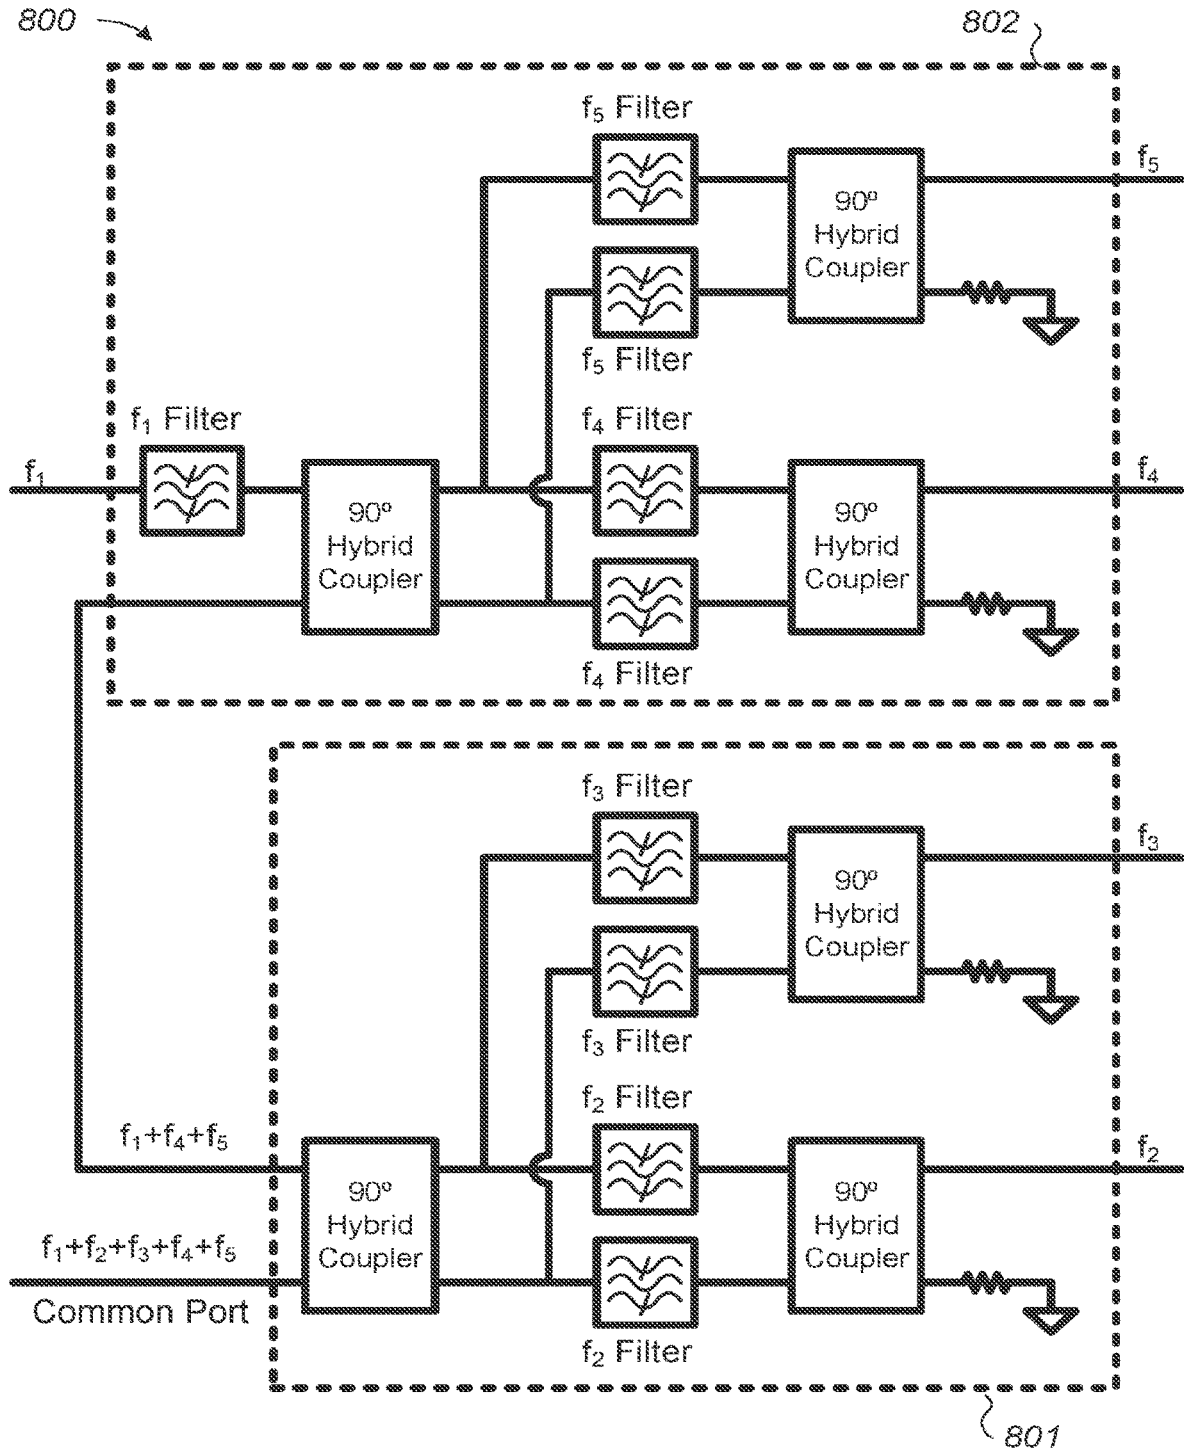 800
802
f₅ Filter
f₅
90º
Hybrid
Coupler
f₅ Filter
f₁ Filter
f₄ Filter
f₁
f₄
90º
Hybrid
Coupler
90º
Hybrid
Coupler
f₄ Filter
f₃ Filter
f₃
90º
Hybrid
Coupler
f₃ Filter
f₂ Filter
f₁+f₄+f₅
f₂
90º
Hybrid
Coupler
90º
Hybrid
Coupler
f₁+f₂+f₃+f₄+f₅
Common Port
f₂ Filter
801